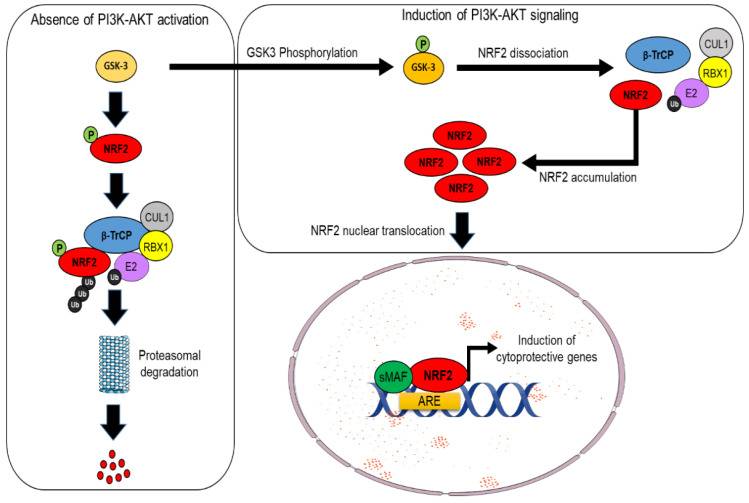 Absence of PI3K-AKT activation
GSK-3
P
NRF2
CUL1
β-TrCP
RBX1
P
NRF2
E2
Ub
Ub
Ub
Ub
Proteasomal
degradation
Induction of PI3K-AKT signaling
GSK3 Phosphorylation
P
GSK-3
NRF2 dissociation
β-TrCP
CUL1
RBX1
NRF2
E2
Ub
NRF2 accumulation
NRF2
NRF2
NRF2
NRF2
NRF2 nuclear translocation
Induction of
cytoprotective genes
sMAF
NRF2
ARE